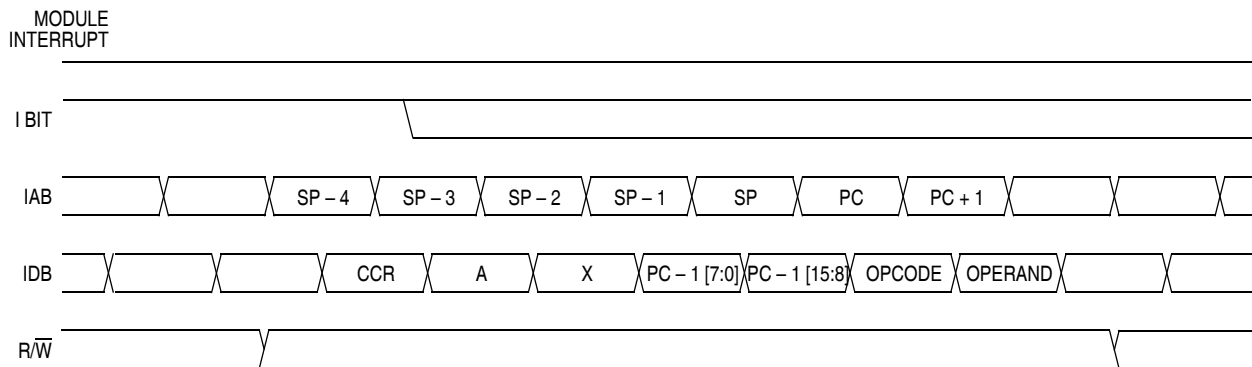 MODULE
INTERRUPT
I BIT
IAB SP – 4 SP – 3 SP – 2 SP – 1 SP PC PC + 1
IDB CCR A X PC – 1 [7:0] PC – 1 [15:8] OPCODE OPERAND
R/W̅